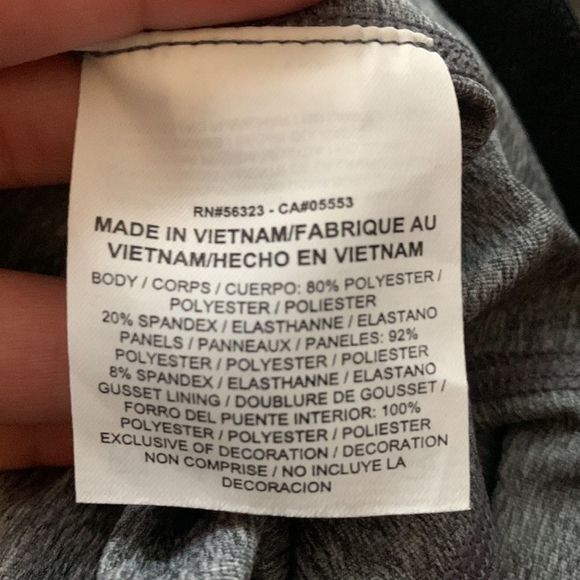 RN#56323 - CA#05553
MADE IN VIETNAM/FABRIQUE AU
VIETNAM/HECHO EN VIETNAM
BODY / CORPS / CUERPO: 80% POLYESTER /
POLYESTER / POLIESTER
20% SPANDEX / ELASTHANNE / ELASTANO
PANELS / PANNEAUX / PANELES: 92%
POLYESTER / POLYESTER / POLIESTER
8% SPANDEX / ELASTHANNE / ELASTANO
GUSSET LINING / DOUBLURE DE GOUSSET /
FORRO DEL PUENTE INTERIOR: 100%
POLYESTER / POLYESTER / POLIESTER
EXCLUSIVE OF DECORATION / DECORATION
NON COMPRISE / NO INCLUYE LA
DECORACION